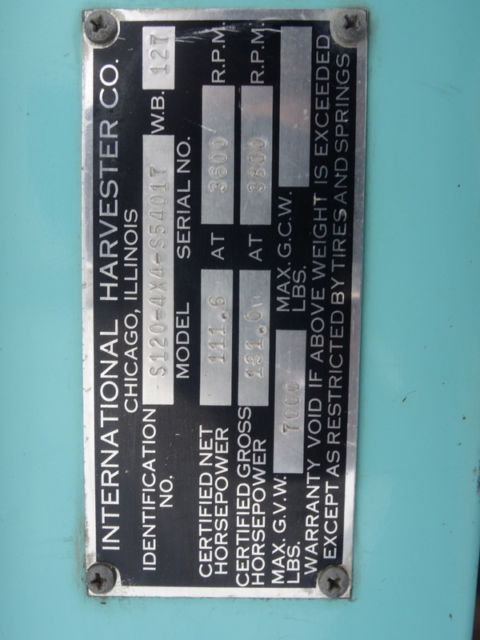 INTERNATIONAL HARVESTER CO.
CHICAGO, ILLINOIS
IDENTIFICATION NO. S120-4X4-S54017 W.B. 127
MODEL SERIAL NO.
CERTIFIED NET HORSEPOWER 111.6 AT 3600 R.P.M.
CERTIFIED GROSS HORSEPOWER 131.0 AT 3800 R.P.M.
MAX. G.V.W. LBS. 7000 MAX. G.C.W. LBS.
WARRANTY VOID IF ABOVE WEIGHT IS EXCEEDED
EXCEPT AS RESTRICTED BY TIRES AND SPRINGS